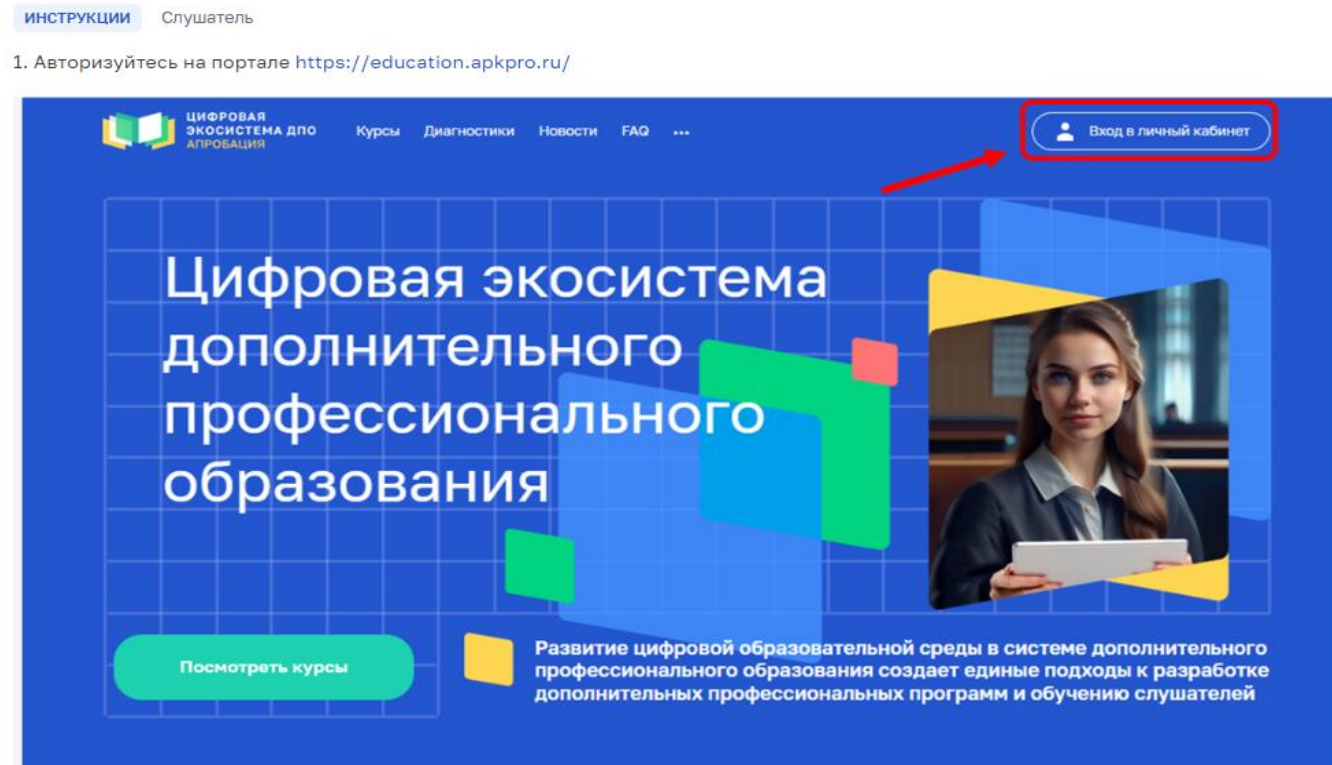 ИНСТРУКЦИИ Слушатель
1. Авторизуйтесь на портале https://education.apkpro.ru/
ЦИФРОВАЯ
ЭКОСИСТЕМА ДПО
АПРОБАЦИЯ
Курсы Диагностики Новости FAQ ...
Вход в личный кабинет
Цифровая экосистема
дополнительного
профессионального
образования
Посмотреть курсы
Развитие цифровой образовательной среды в системе дополнительного
профессионального образования создает единые подходы к разработке
дополнительных профессиональных программ и обучению слушателей